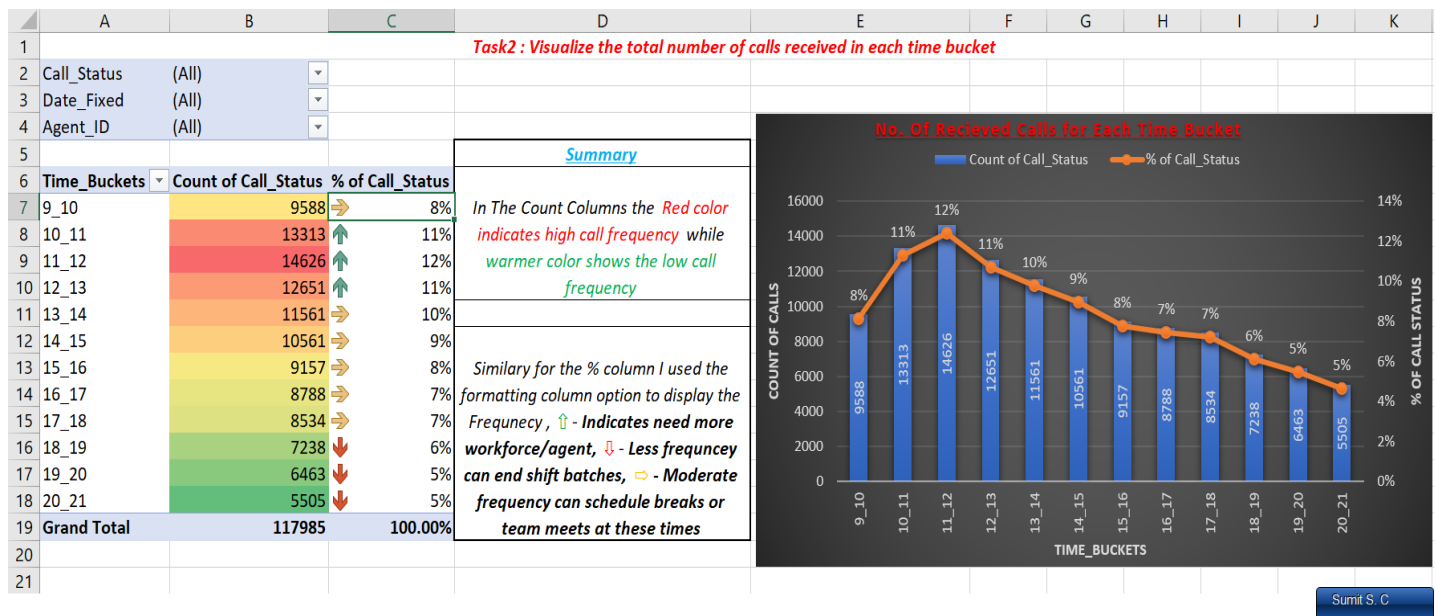 A B C D E F G H I J K
1 Task2 : Visualize the total number of calls received in each time bucket
2 Call_Status (All)
3 Date_Fixed (All)
4 Agent_ID (All)
5
6 Time_Buckets Count of Call_Status % of Call_Status
7 9_10 9588 8%
8 10_11 13313 11%
9 11_12 14626 12%
10 12_13 12651 11%
11 13_14 11561 10%
12 14_15 10561 9%
13 15_16 9157 8%
14 16_17 8788 7%
15 17_18 8534 7%
16 18_19 7238 6%
17 19_20 6463 5%
18 20_21 5505 5%
19 Grand Total 117985 100.00%
20
21
Summary
In The Count Columns the Red color
indicates high call frequency while
warmer color shows the low call
frequency
Similary for the % column I used the
formatting column option to display the
Frequnecy , ⇧ - Indicates need more
workforce/agent, ⇩ - Less frequncey
can end shift batches, ⇨ - Moderate
frequency can schedule breaks or
team meets at these times
No. Of Recieved Calls for Each Time Bucket
Count of Call_Status % of Call_Status
COUNT OF CALLS
16000
14000
12000
10000
8000
6000
4000
2000
0
8% 11% 12% 11% 10% 9% 8% 7% 7% 6% 5% 5%
9588 13313 14626 12651 11561 10561 9157 8788 8534 7238 6463 5505
14%
12%
10%
8%
6%
4%
2%
0%
% OF CALL STATUS
9_10 10_11 11_12 12_13 13_14 14_15 15_16 16_17 17_18 18_19 19_20 20_21
TIME_BUCKETS
Sumit S. C